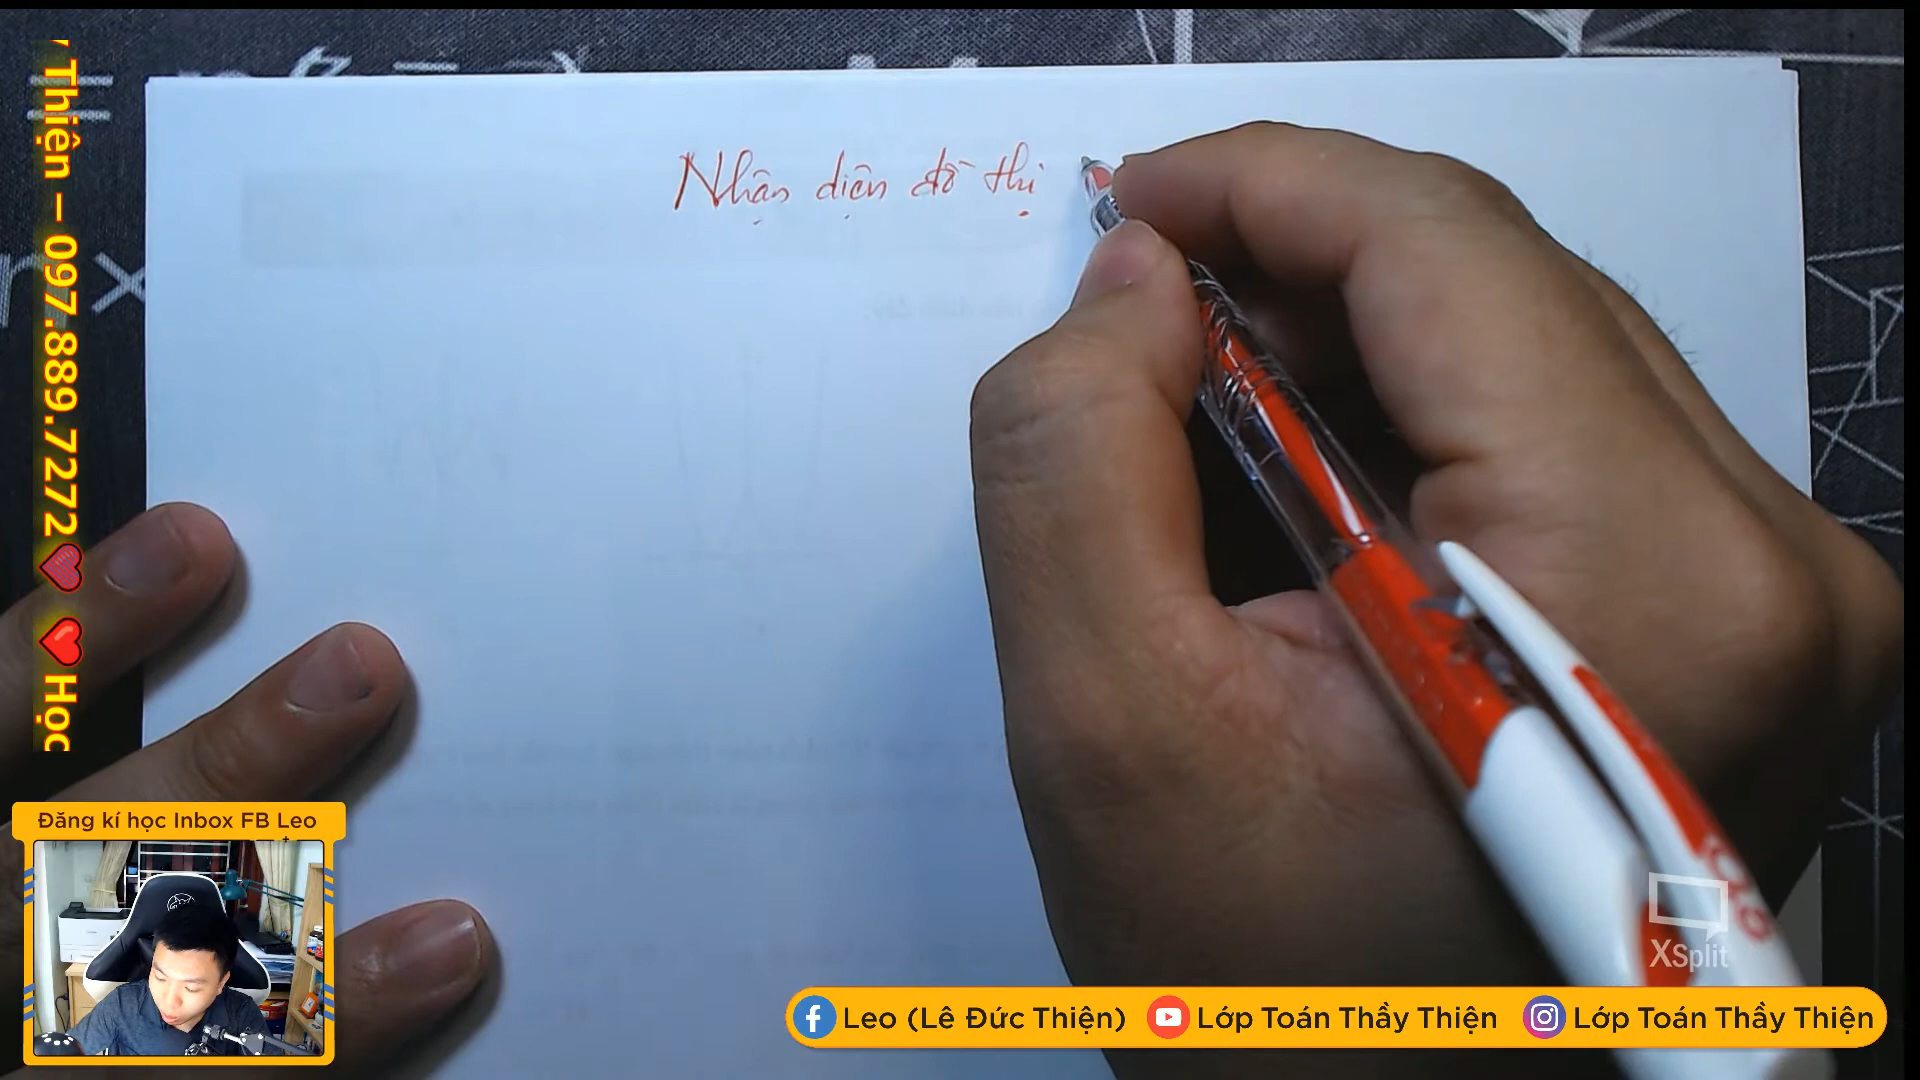 Nhận diện đồ thị
Thiện – 097.889.7272❤ ❤ Học
Đăng kí học Inbox FB Leo
XSplit
Leo (Lê Đức Thiện) Lớp Toán Thầy Thiện Lớp Toán Thầy Thiện